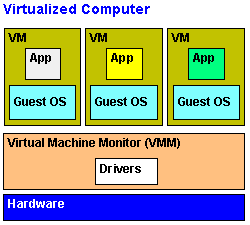 Virtualized Computer
VM VM VM
App App App
Guest OS Guest OS Guest OS
Virtual Machine Monitor (VMM)
Drivers
Hardware